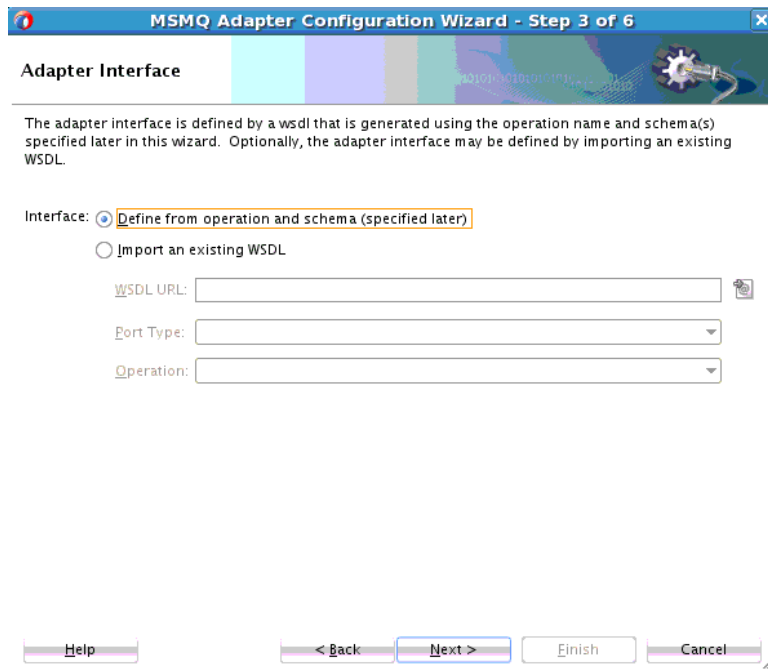 MSMQ Adapter Configuration Wizard - Step 3 of 6
Adapter Interface
The adapter interface is defined by a wsdl that is generated using the operation name and schema(s)
specified later in this wizard. Optionally, the adapter interface may be defined by importing an existing
WSDL.
Interface: Define from operation and schema (specified later)
Import an existing WSDL
WSDL URL:
Port Type:
Operation:
Help < Back Next > Finish Cancel